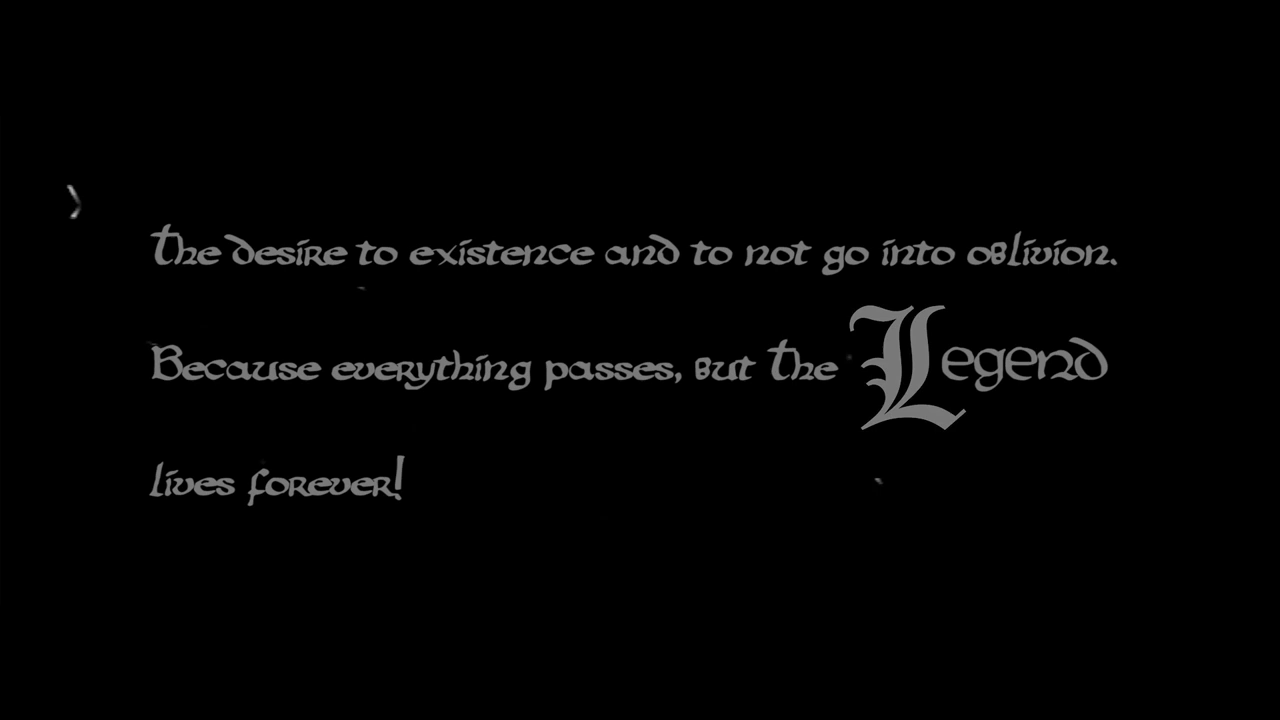 The desire to existence and to not go into oblivion.
Because everything passes, but the Legend
lives forever!